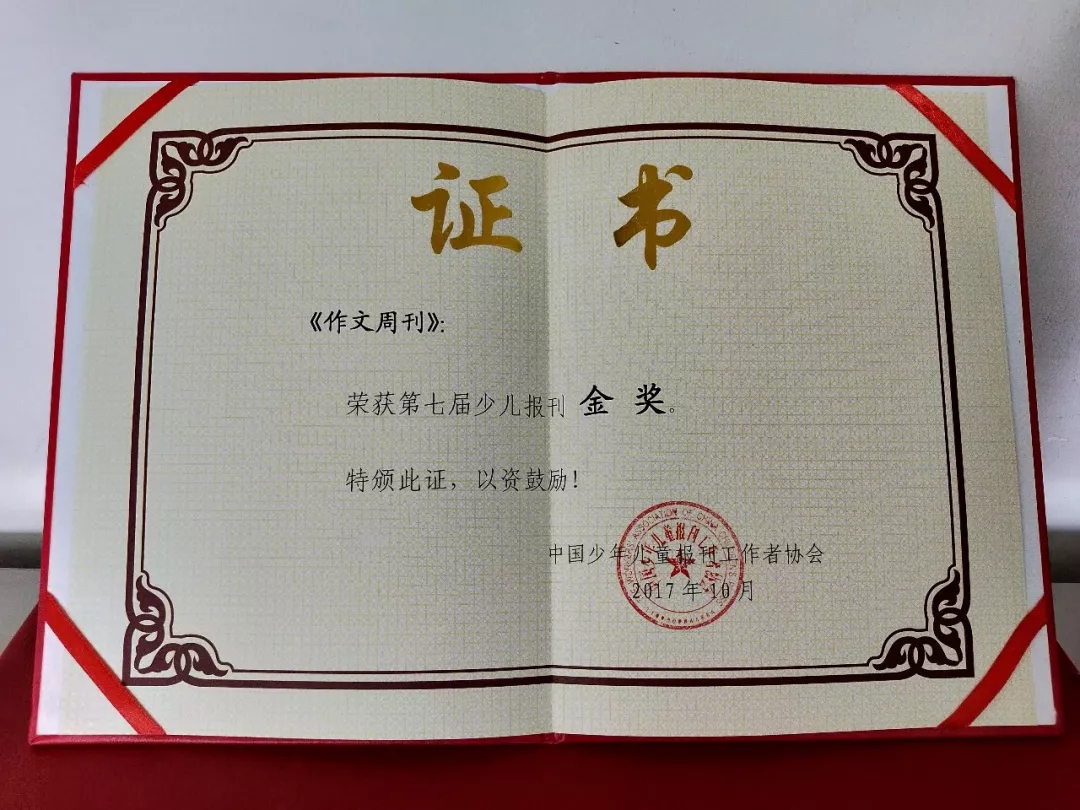 证 书
《作文周刊》:
荣获第七届少儿报刊 金 奖。
特颁此证，以资鼓励！
中国少年儿童报刊工作者协会
2017年10月